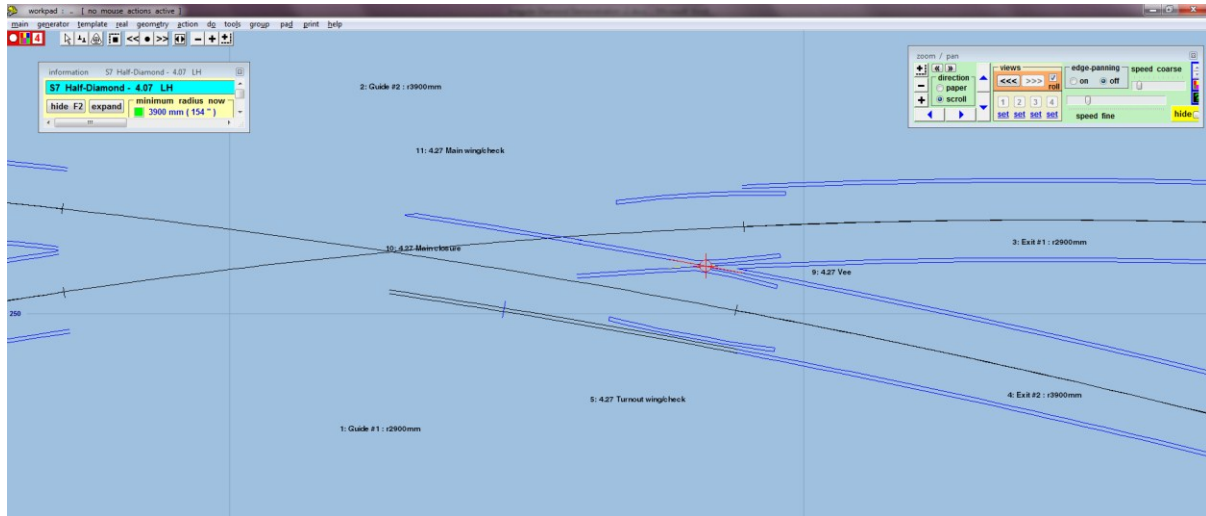 workpad : .. [ no mouse actions active ]
main generator template real geometry action do tools group pad print help
4 << >>
information S7 Half-Diamond - 4.07 LH
S7 Half-Diamond - 4.07 LH
hide F2 expand minimum radius now
3900 mm ( 154 " )
zoom / pan
direction
paper
scroll
views
<<< >>> roll
1 2 3 4
set set set set
edge-panning
on off
speed coarse
speed fine
hide
2: Guide #2 : r3900mm
11: 4.27 Main wing/check
10: 4.27 Main closure
3: Exit #1 : r2900mm
9: 4.27 Vee
250
4: Exit #2 : r3900mm
5: 4.27 Turnout wing/check
1: Guide #1 : r2900mm